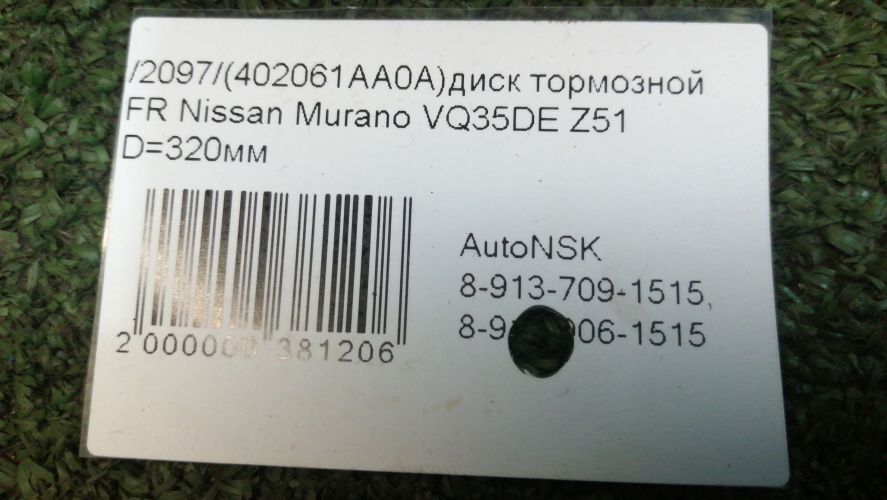 /2097/(402061AA0A)диск тормозной
FR Nissan Murano VQ35DE Z51
D=320мм
AutoNSK
8-913-709-1515,
2 000000 381206